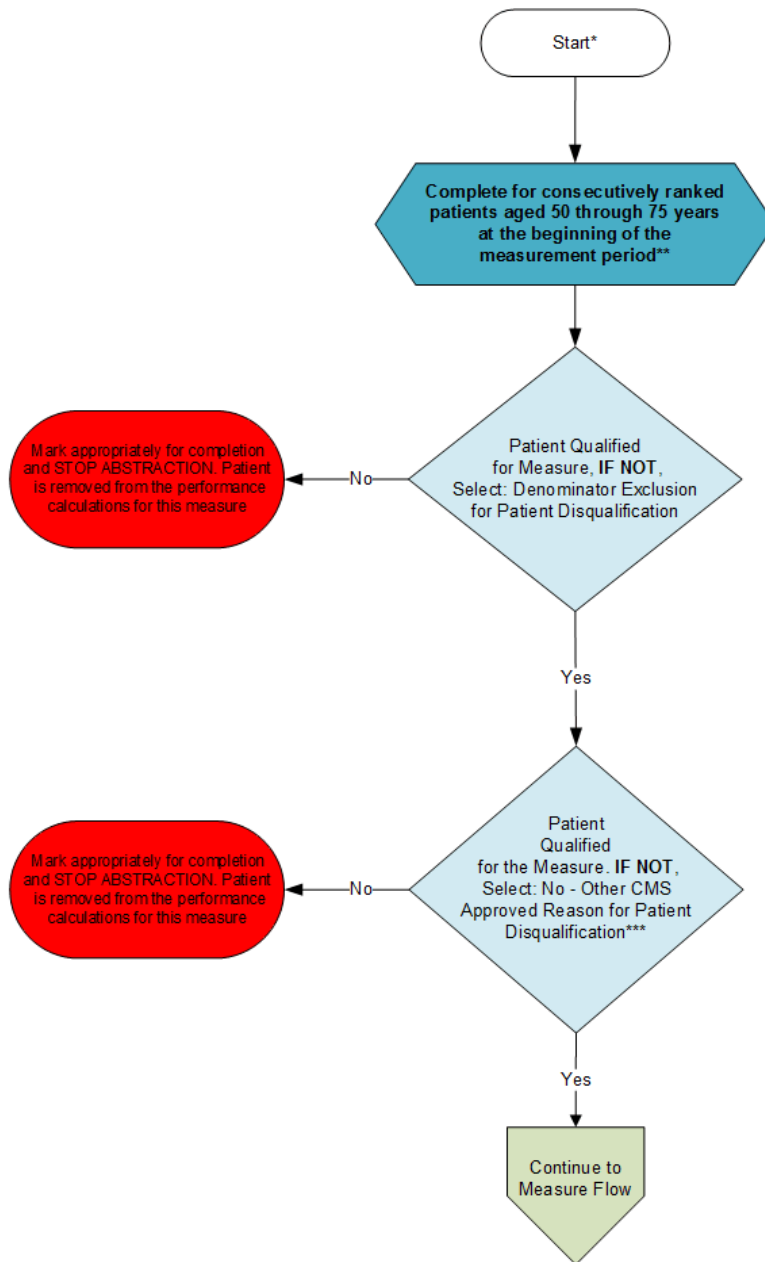 Start*
Complete for consecutively ranked
patients aged 50 through 75 years
at the beginning of the
measurement period**
Patient Qualified
for Measure, IF NOT,
Select: Denominator Exclusion
for Patient Disqualification
No
Mark appropriately for completion
and STOP ABSTRACTION. Patient
is removed from the performance
calculations for this measure
Yes
Patient
Qualified
for the Measure. IF NOT,
Select: No - Other CMS
Approved Reason for Patient
Disqualification***
No
Mark appropriately for completion
and STOP ABSTRACTION. Patient
is removed from the performance
calculations for this measure
Yes
Continue to
Measure Flow